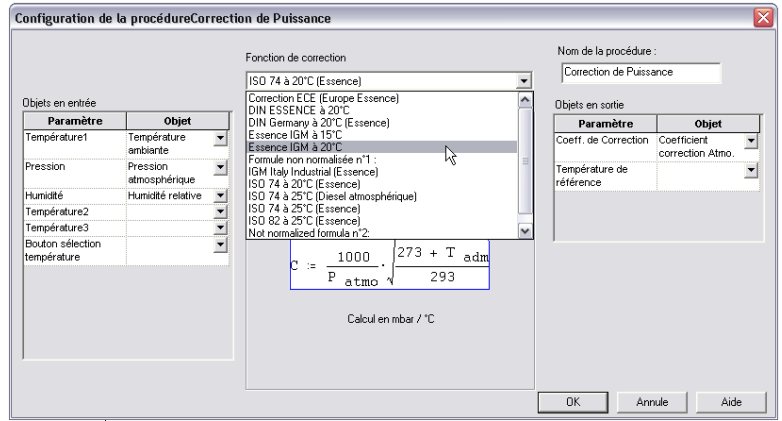 Configuration de la procédureCorrection de Puissance
Fonction de correction
ISO 74 à 20°C (Essence)
Correction ECE (Europe Essence)
DIN ESSENCE à 20°C
DIN Germany à 20°C (Essence)
Essence IGM à 15°C
Essence IGM à 20°C
Formule non normalisée n°1 :
IGM Italy Industrial (Essence)
ISO 74 à 20°C (Essence)
ISO 74 à 25°C (Diesel atmosphérique)
ISO 74 à 25°C (Essence)
ISO 82 à 25°C (Essence)
Not normalized formula n°2:
C := 1000 / P atmo · √ 273 + T adm / 293
Calcul en mbar / °C
Objets en entrée
Paramètre Objet
Température1 Température
ambiante
Pression Pression
atmosphérique
Humidité Humidité relative
Température2
Température3
Bouton sélection
température
Nom de la procédure :
Correction de Puissance
Objets en sortie
Paramètre Objet
Coeff. de Correction Coefficient
correction Atmo.
Température de
référence
OK Annule Aide